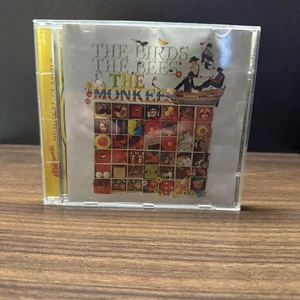 THE BIRDS
THE BEES
THE
MONKEES